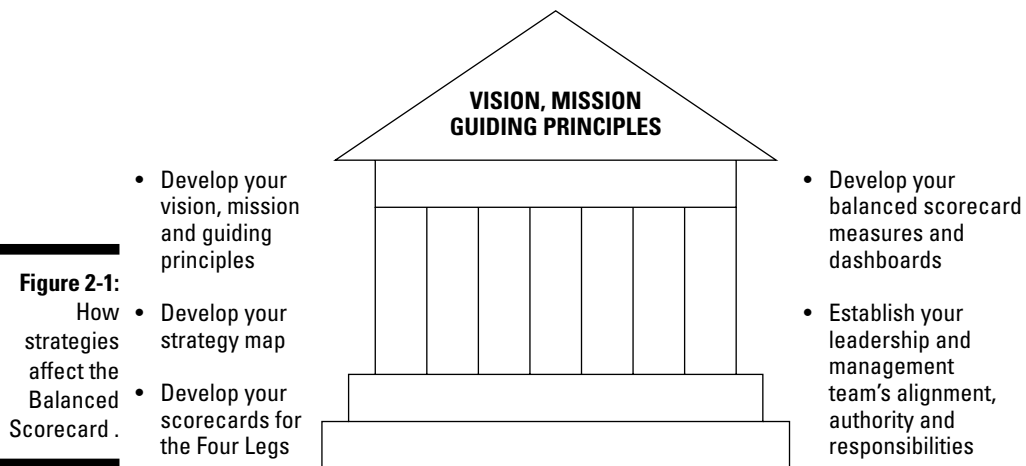 VISION, MISSION
GUIDING PRINCIPLES
• Develop your
vision, mission
and guiding
principles
• Develop your
strategy map
• Develop your
scorecards for
the Four Legs
• Develop your
balanced scorecard
measures and
dashboards
• Establish your
leadership and
management
team’s alignment,
authority and
responsibilities
Figure 2-1:
How
strategies
affect the
Balanced
Scorecard .